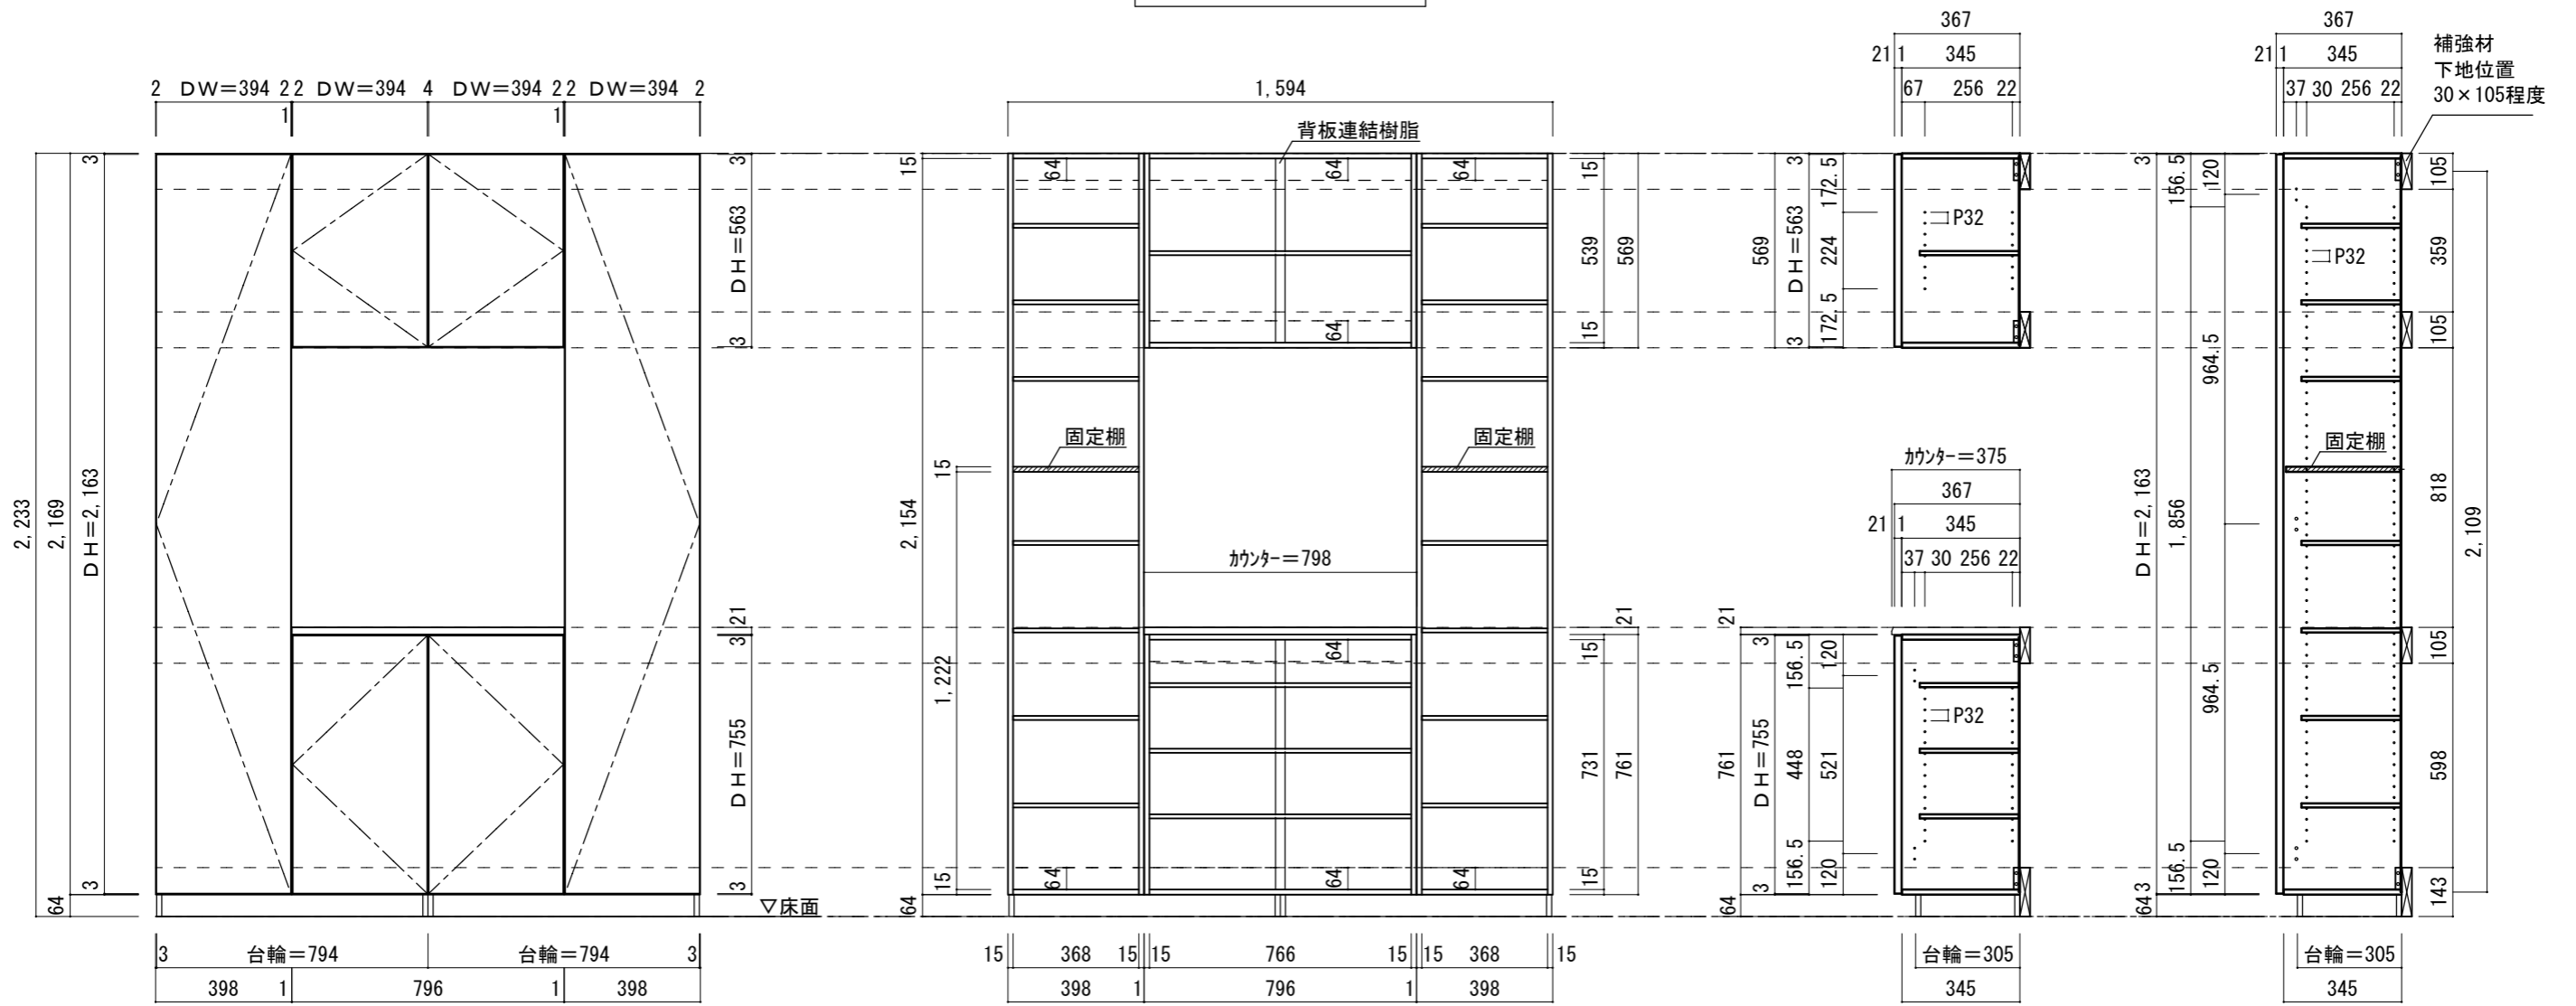 2 DW=394 2 2 DW=394 4 DW=394 2 2 DW=394 2
1 1
2,233
2,169
DH=2,163
3
3
64
3
DH=563
3
21
3
DH=755
3
▽床面
3 台輪=794 台輪=794 3
398 1 796 1 398
1,594
背板連結樹脂
15
64 64 64
64
固定棚 固定棚
15
2,154
1,222
カウンター=798
64
15
64
64 64 64
15
539
15
569
21
15
731
15
761
15 368 15 15 766 15 15 368 15
398 1 796 1 398
367
21 1 345
67 256 22
3
172.5
DH=563
569
224
172.5
3
P32
カウンター=375
367
21 1 345
37 30 256 22
21
3
156.5
120
P32
DH=755
761
448
521
156.5
120
3
64
台輪=305
345
367
21 1 345
37 30 256 22
補強材
下地位置
30×105程度
3
156.5
120
P32
964.5
固定棚
DH=2,163
1,856
964.5
156.5
120
3
64
105
359
105
818
105
598
143
2,109
台輪=305
345